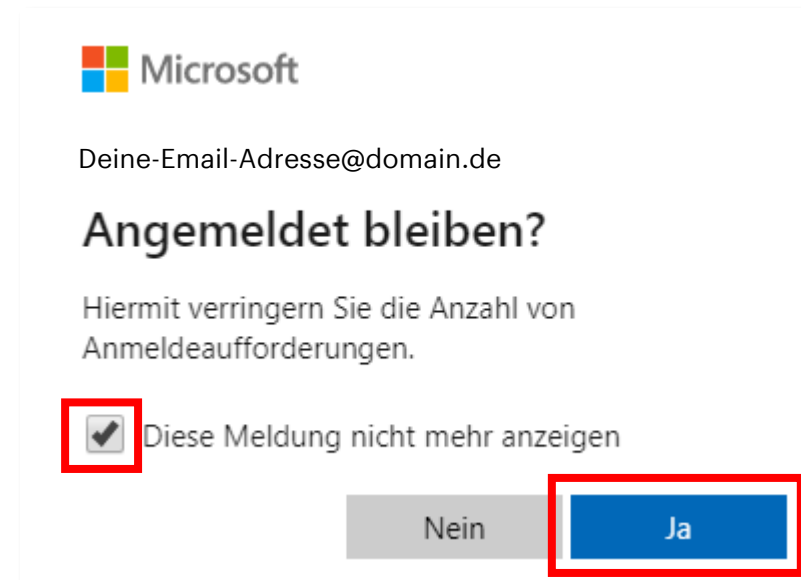 Microsoft
Deine-Email-Adresse@domain.de
Angemeldet bleiben?
Hiermit verringern Sie die Anzahl von
Anmeldeaufforderungen.
Diese Meldung nicht mehr anzeigen
Nein Ja